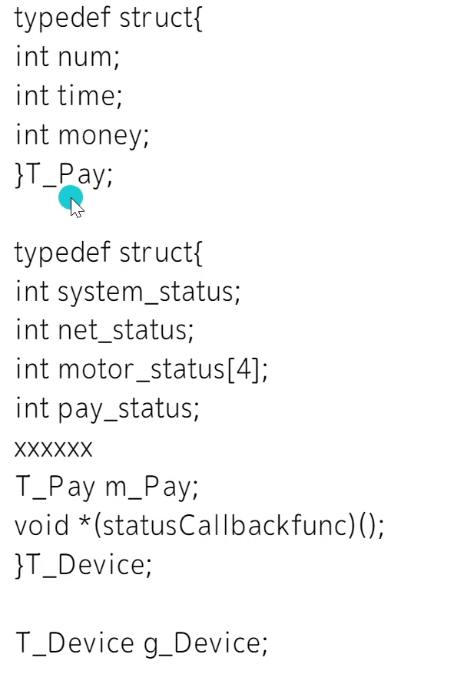 typedef struct{
int num;
int time;
int money;
}T_Pay;
typedef struct{
int system_status;
int net_status;
int motor_status[4];
int pay_status;
xxxxxx
T_Pay m_Pay;
void *(statusCallbackfunc)();
}T_Device;
T_Device g_Device;